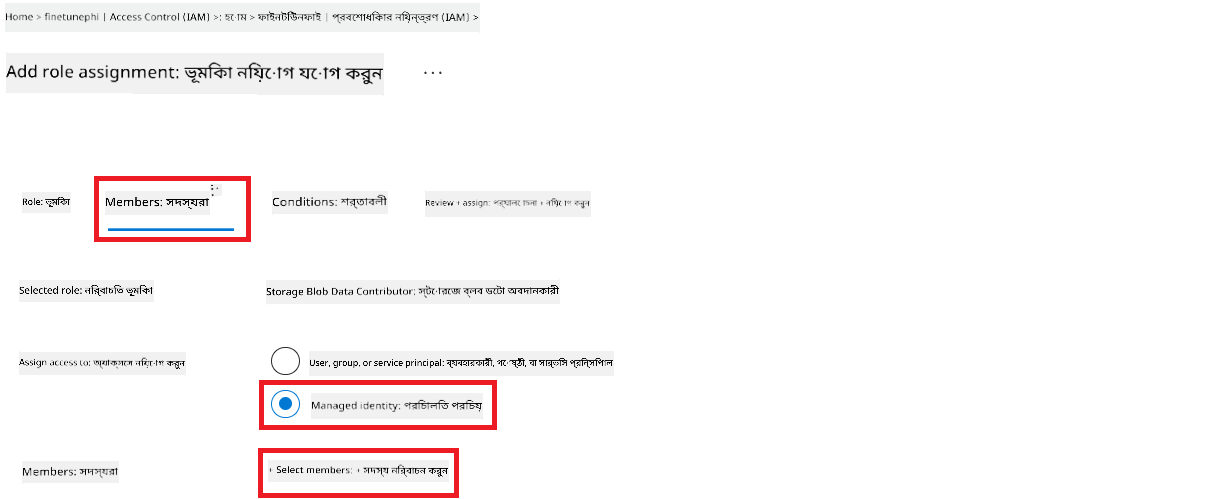 Home > finetunephi | Access Control (IAM) >: হোম > ফাইনটিউনফাই | প্রবেশাধিকার নিয়ন্ত্রণ (IAM) >
Add role assignment: ভূমিকা নিয়োগ যোগ করুন ...
Role: ভূমিকা Members: সদস্যরা Conditions: শর্তাবলী Review + assign: পর্যালোচনা + নিয়োগ করুন
Selected role: নির্বাচিত ভূমিকা Storage Blob Data Contributor: স্টোরেজ ব্লব ডেটা অবদানকারী
Assign access to: অ্যাক্সেস নিয়োগ করুন User, group, or service principal: ব্যবহারকারী, গোষ্ঠী, বা সার্ভিস প্রিন্সিপাল
Managed identity: পরিচালিত পরিচয়
Members: সদস্যরা + Select members: + সদস্য নির্বাচন করুন